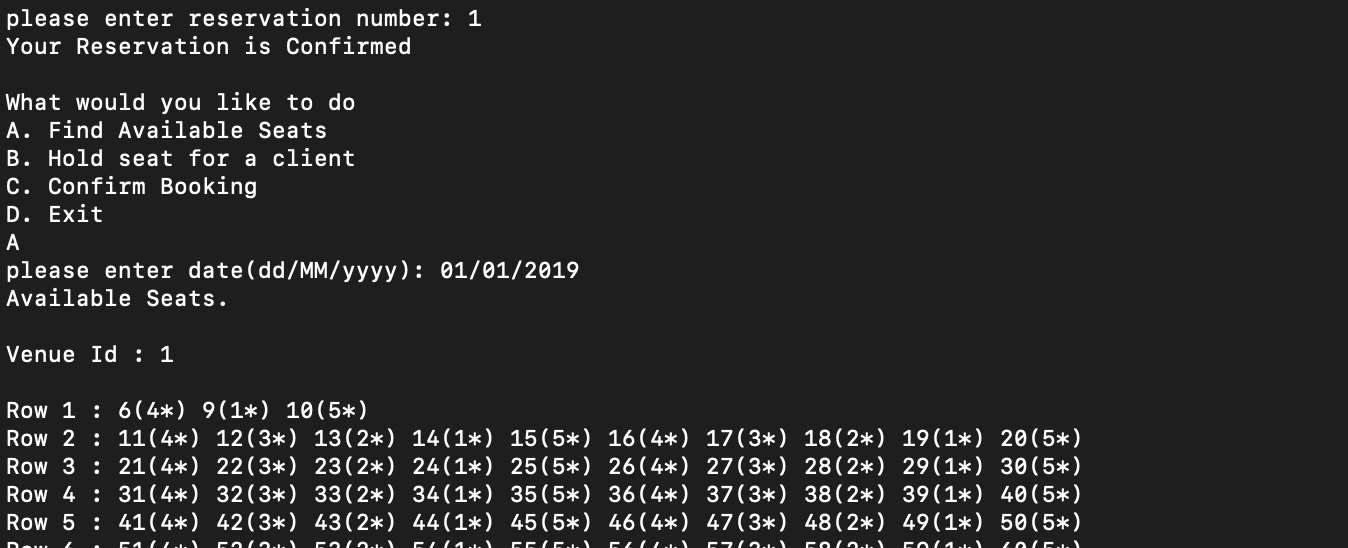 please enter reservation number: 1
Your Reservation is Confirmed
What would you like to do
A. Find Available Seats
B. Hold seat for a client
C. Confirm Booking
D. Exit
A
please enter date(dd/MM/yyyy): 01/01/2019
Available Seats.
Venue Id : 1
Row 1 : 6(4*) 9(1*) 10(5*)
Row 2 : 11(4*) 12(3*) 13(2*) 14(1*) 15(5*) 16(4*) 17(3*) 18(2*) 19(1*) 20(5*)
Row 3 : 21(4*) 22(3*) 23(2*) 24(1*) 25(5*) 26(4*) 27(3*) 28(2*) 29(1*) 30(5*)
Row 4 : 31(4*) 32(3*) 33(2*) 34(1*) 35(5*) 36(4*) 37(3*) 38(2*) 39(1*) 40(5*)
Row 5 : 41(4*) 42(3*) 43(2*) 44(1*) 45(5*) 46(4*) 47(3*) 48(2*) 49(1*) 50(5*)